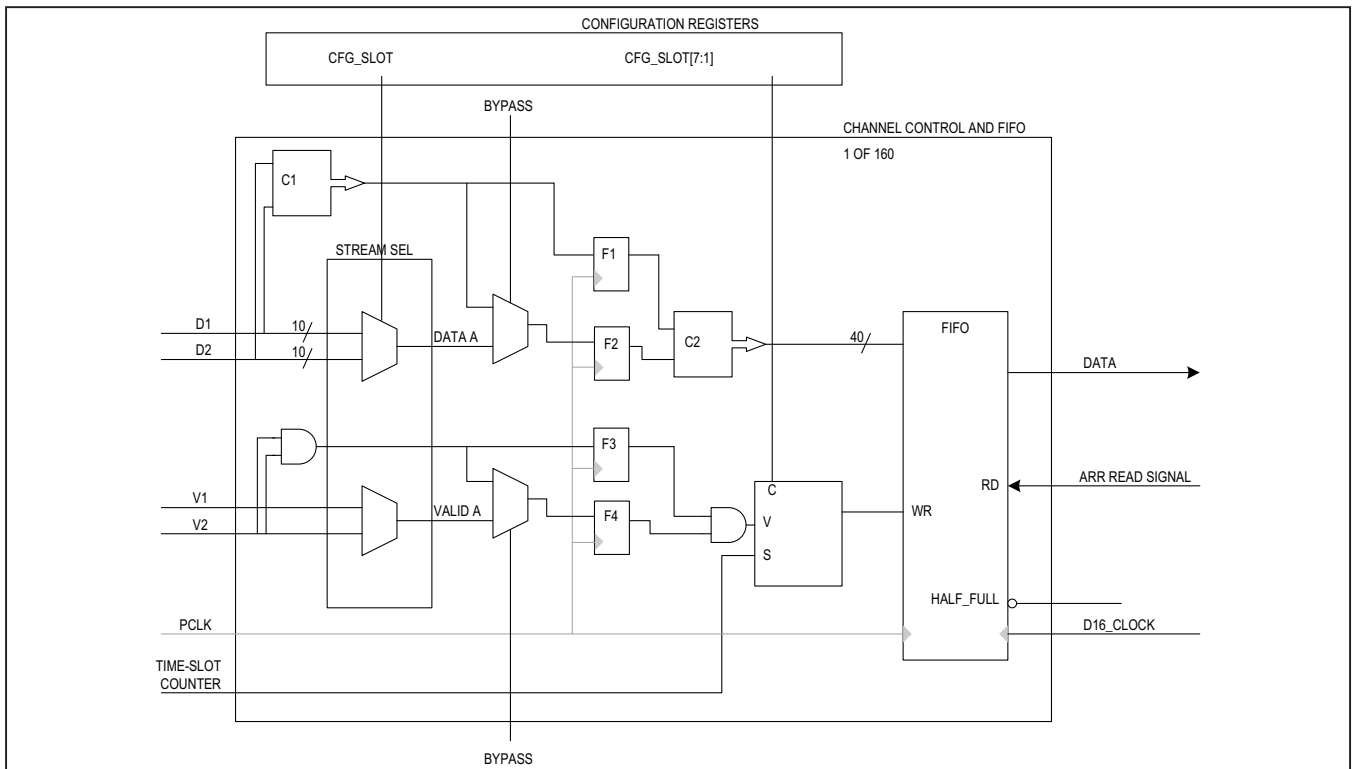 CONFIGURATION REGISTERS
CFG_SLOT
CFG_SLOT[7:1]
BYPASS
CHANNEL CONTROL AND FIFO
1 OF 160
C1
STREAM SEL
F1
D1
10
FIFO
DATA A
F2
C2
40
D2
10
DATA
F3
C
ARR READ SIGNAL
RD
V1
VALID A
F4
V
WR
V2
S
HALF_FULL
PCLK
D16_CLOCK
TIME-SLOT
COUNTER
BYPASS